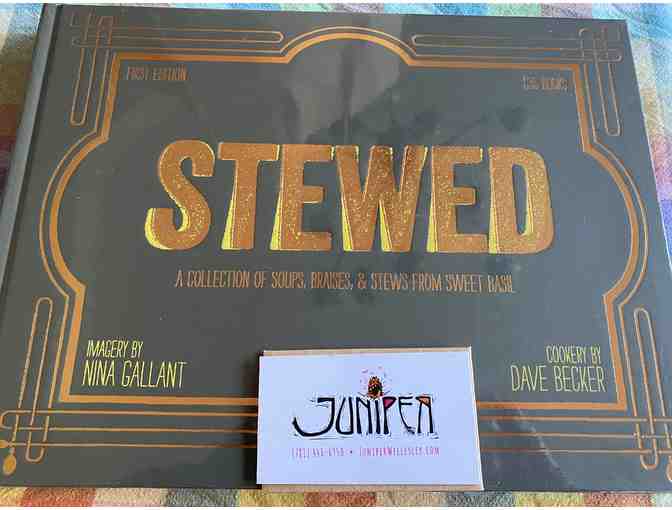 FIRST EDITION
BOOKS
STEWED
A COLLECTION OF SOUPS, BRAISES, & STEWS FROM SWEET BASIL
IMAGERY BY
NINA GALLANT
COOKERY BY
DAVE BECKER
JUNIPER
JUNIPERWELLESLEY.COM